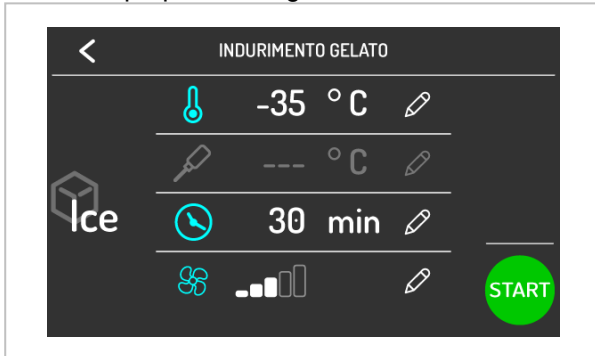 INDURIMENTO GELATO
-35 °C
--- °C
Ice
30 min
START